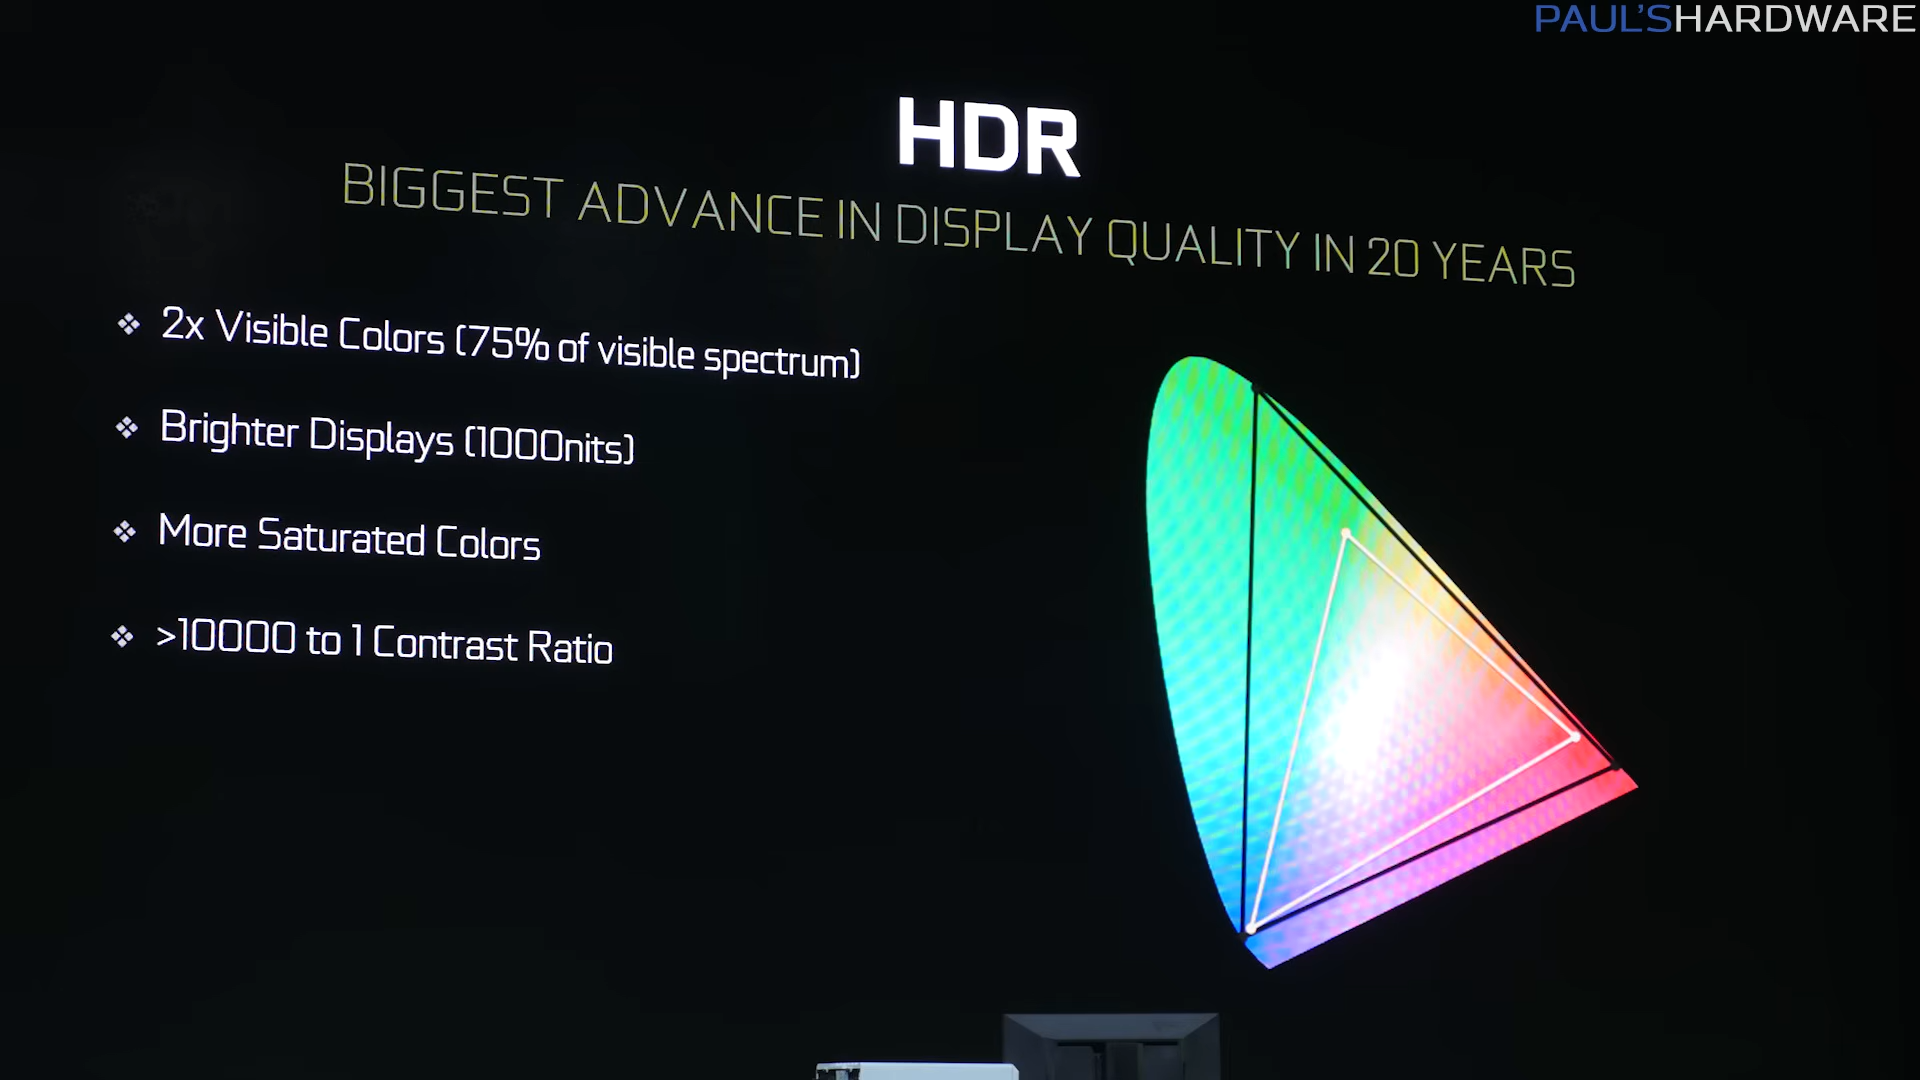 PAUL'SHARDWARE
HDR
BIGGEST ADVANCE IN DISPLAY QUALITY IN 20 YEARS
2x Visible Colors (75% of visible spectrum)
Brighter Displays (1000nits)
More Saturated Colors
>10000 to 1 Contrast Ratio